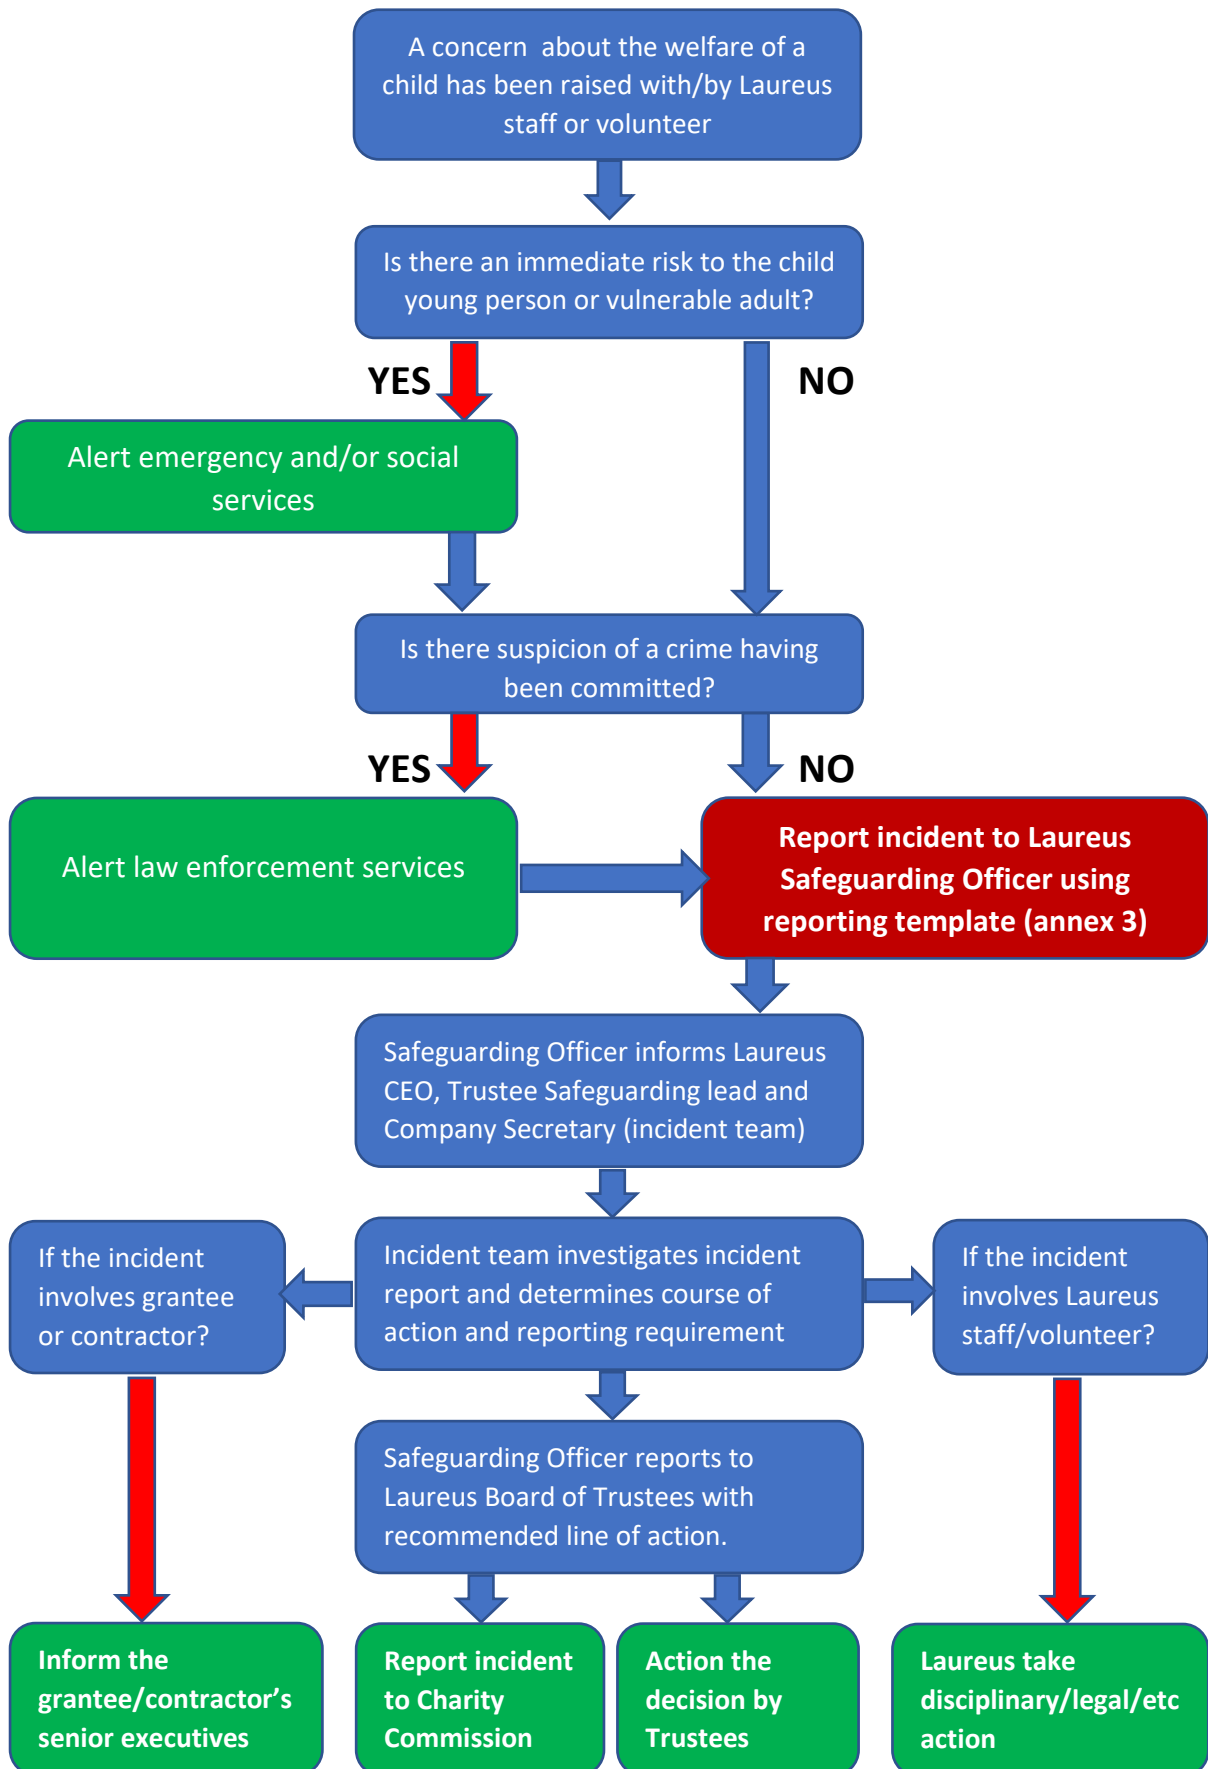 A concern about the welfare of a
child has been raised with/by Laureus
staff or volunteer
Is there an immediate risk to the child
young person or vulnerable adult?
YES
NO
Alert emergency and/or social
services
Is there suspicion of a crime having
been committed?
YES
NO
Alert law enforcement services
Report incident to Laureus
Safeguarding Officer using
reporting template (annex 3)
Safeguarding Officer informs Laureus
CEO, Trustee Safeguarding lead and
Company Secretary (incident team)
If the incident
involves grantee
or contractor?
Incident team investigates incident
report and determines course of
action and reporting requirement
If the incident
involves Laureus
staff/volunteer?
Safeguarding Officer reports to
Laureus Board of Trustees with
recommended line of action.
Inform the
grantee/contractor’s
senior executives
Report incident
to Charity
Commission
Action the
decision by
Trustees
Laureus take
disciplinary/legal/etc
action